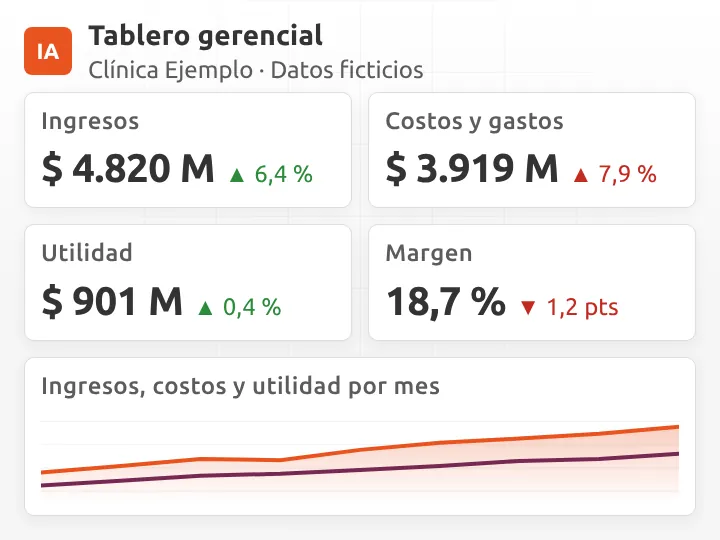 IA
Tablero gerencial
Clínica Ejemplo · Datos ficticios
Ingresos
$ 4.820 M ▲ 6,4 %
Costos y gastos
$ 3.919 M ▲ 7,9 %
Utilidad
$ 901 M ▲ 0,4 %
Margen
18,7 % ▼ 1,2 pts
Ingresos, costos y utilidad por mes